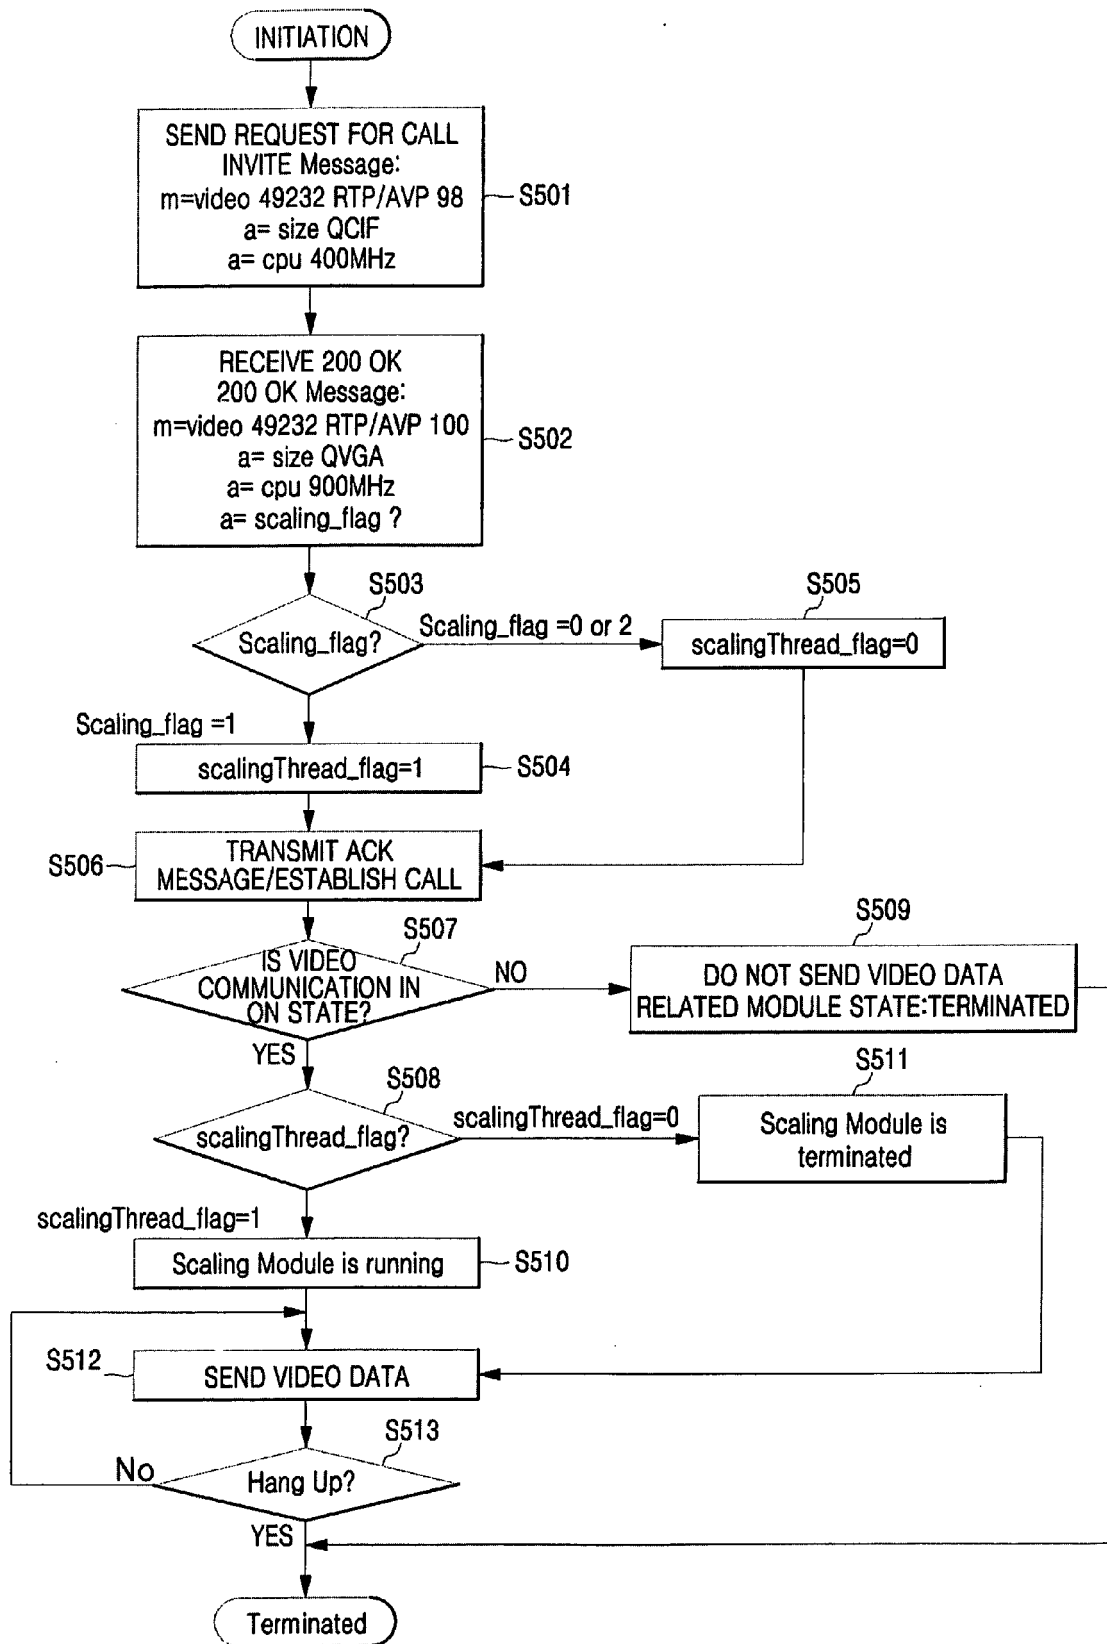 INITIATION
SEND REQUEST FOR CALL
INVITE Message:
m=video 49232 RTP/AVP 98
a= size QCIF
a= cpu 400MHz
S501
RECEIVE 200 OK
200 OK Message:
m=video 49232 RTP/AVP 100
a= size QVGA
a= cpu 900MHz
a= scaling_flag ?
S502
S503
Scaling_flag?
Scaling_flag =0 or 2
S505
scalingThread_flag=0
Scaling_flag =1
scalingThread_flag=1
S504
S506
TRANSMIT ACK
MESSAGE/ESTABLISH CALL
S507
IS VIDEO
COMMUNICATION IN
ON STATE?
NO
S509
DO NOT SEND VIDEO DATA
RELATED MODULE STATE:TERMINATED
YES
S508
scalingThread_flag?
scalingThread_flag=0
S511
Scaling Module is
terminated
scalingThread_flag=1
Scaling Module is running
S510
S512
SEND VIDEO DATA
S513
Hang Up?
No
YES
Terminated